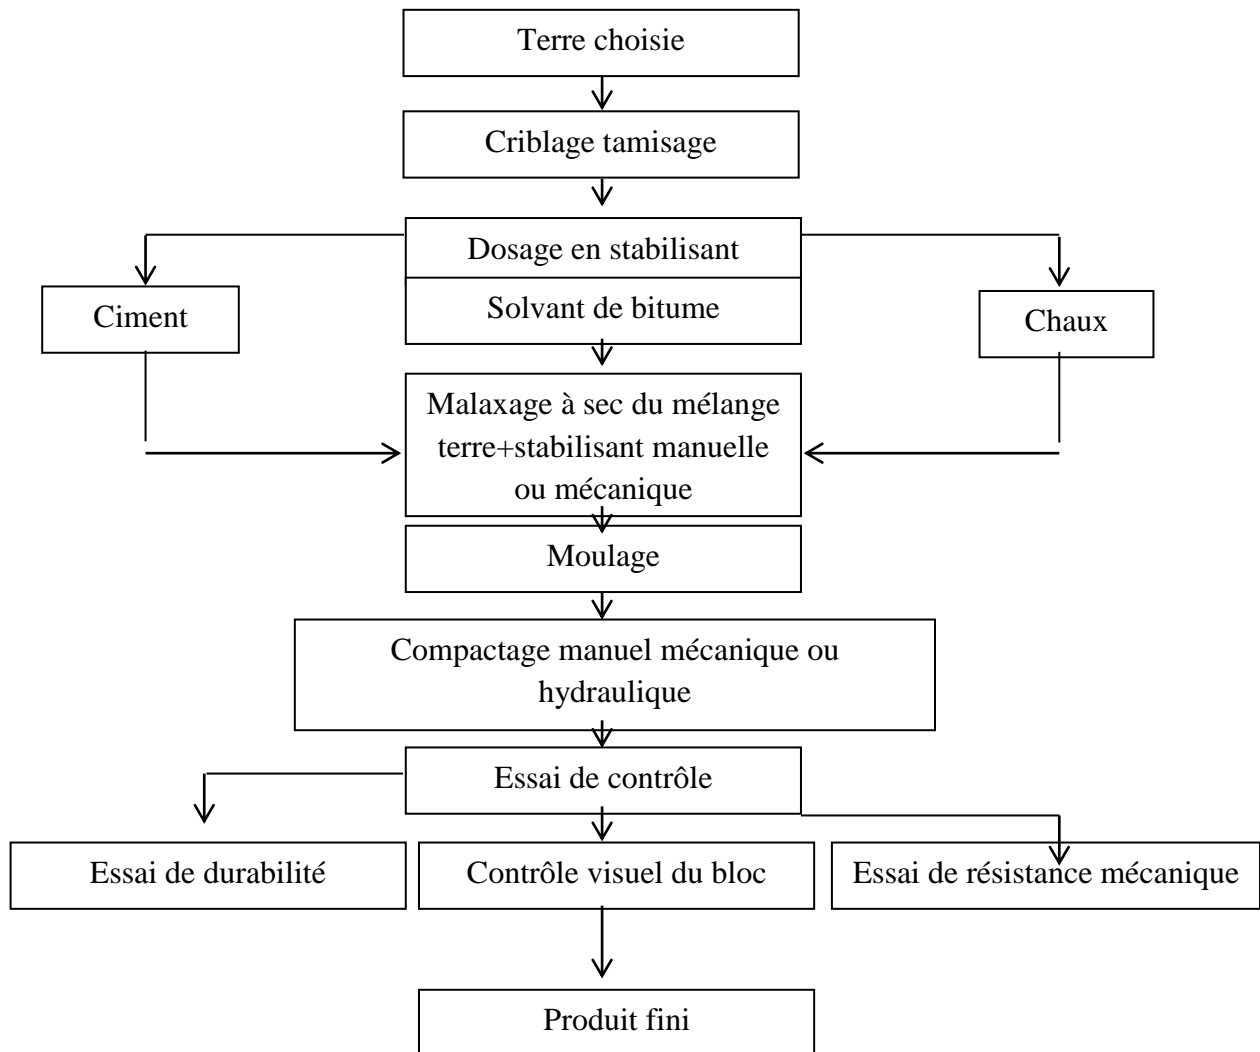 Terre choisie
Criblage tamisage
Dosage en stabilisant
Ciment
Solvant de bitume
Chaux
Malaxage à sec du mélange
terre+stabilisant manuelle
ou mécanique
Moulage
Compactage manuel mécanique ou
hydraulique
Essai de contrôle
Essai de durabilité
Contrôle visuel du bloc
Essai de résistance mécanique
Produit fini